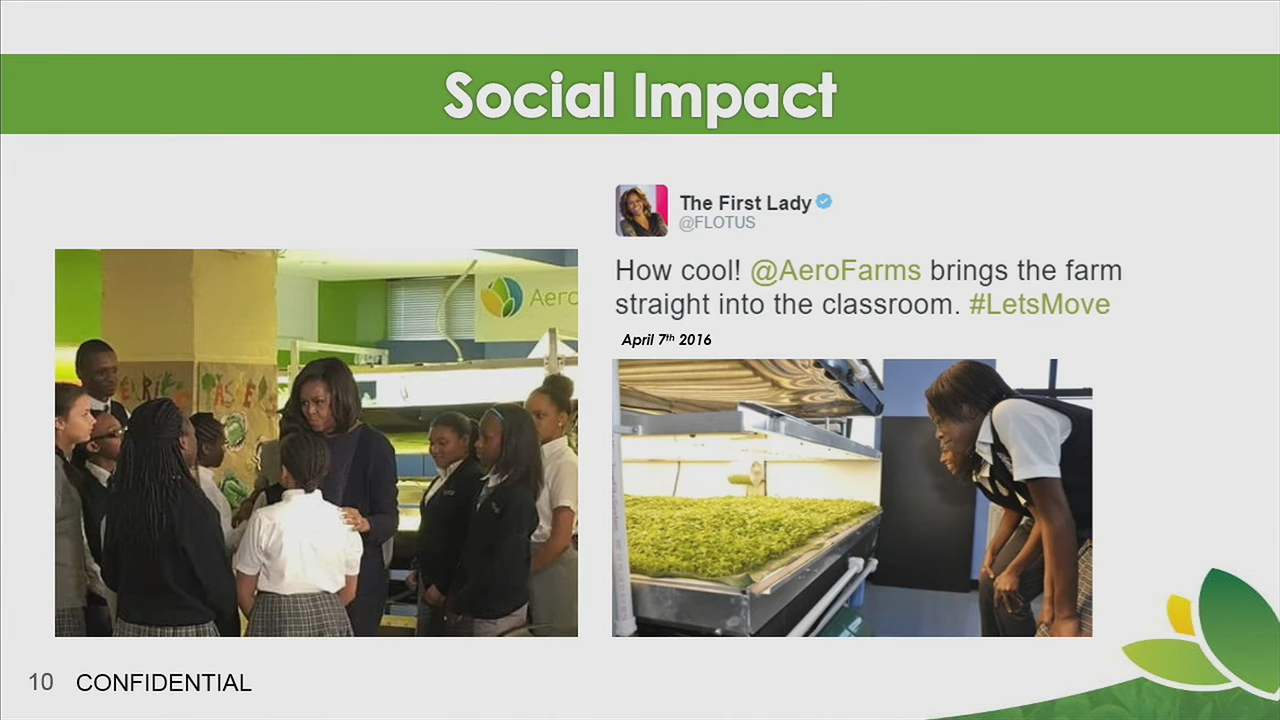 Social Impact
The First Lady
@FLOTUS
How cool! @AeroFarms brings the farm
straight into the classroom. #LetsMove
April 7th 2016
Aero
10 CONFIDENTIAL